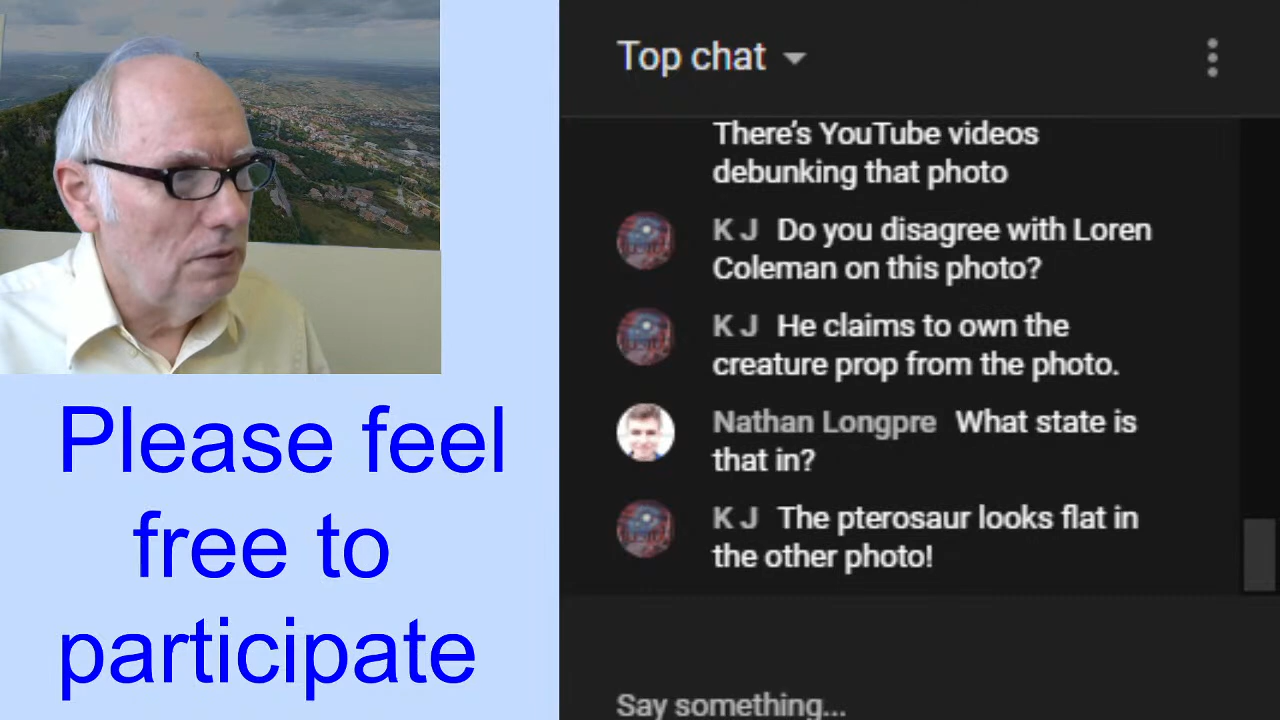 Please feel
free to
participate
Top chat
There's YouTube videos
debunking that photo
K J Do you disagree with Loren
Coleman on this photo?
K J He claims to own the
creature prop from the photo.
Nathan Longpre What state is
that in?
K J The pterosaur looks flat in
the other photo!
Say something...